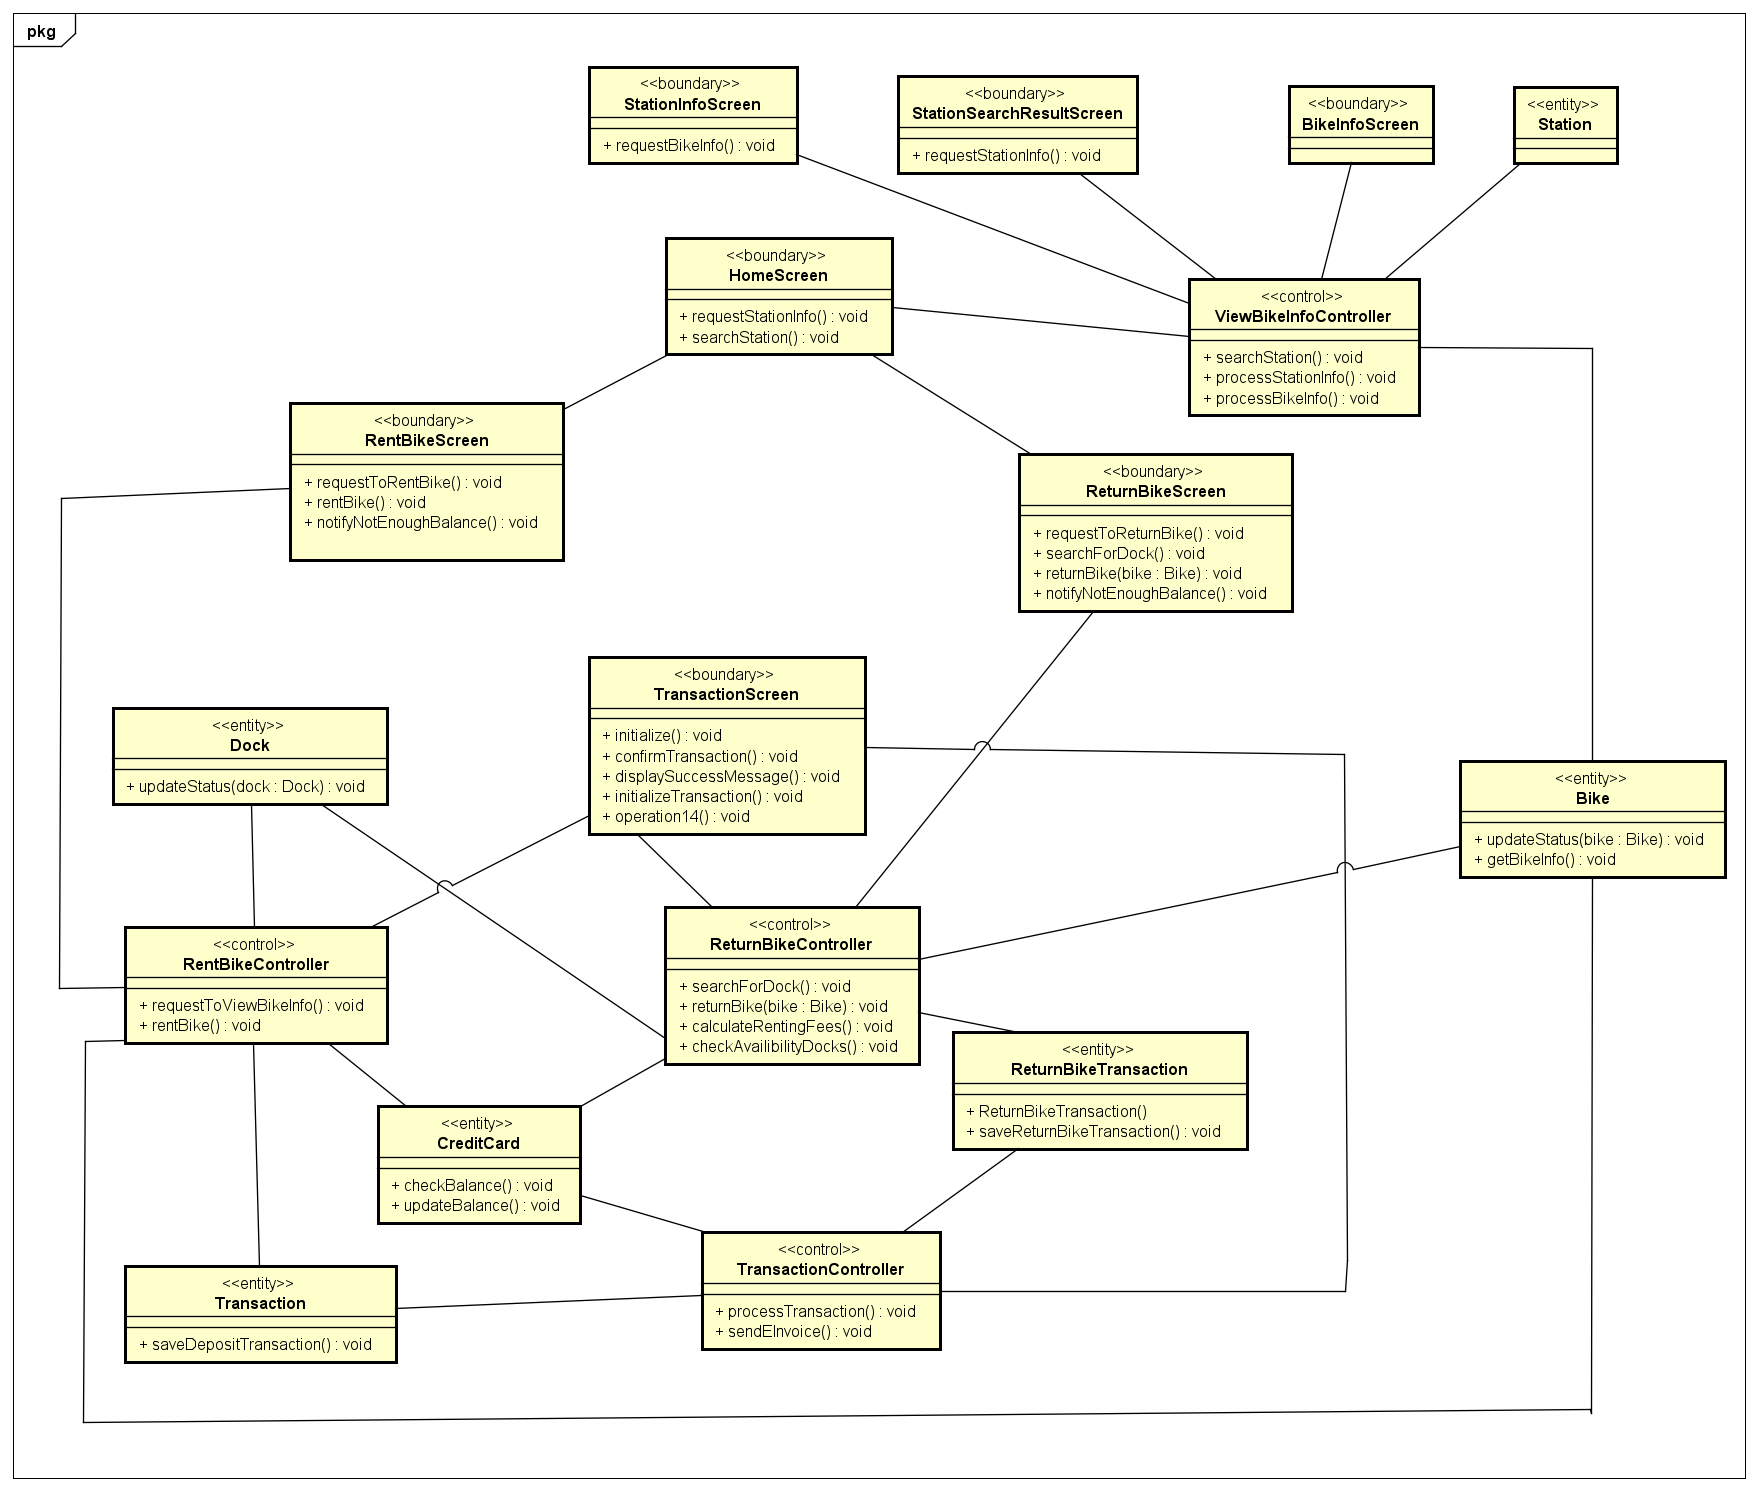 pkg
<<boundary>>
StationInfoScreen
+ requestBikeInfo() : void
<<boundary>>
StationSearchResultScreen
+ requestStationInfo() : void
<<boundary>>
BikeInfoScreen
<<entity>>
Station
<<boundary>>
HomeScreen
+ requestStationInfo() : void
+ searchStation() : void
<<control>>
ViewBikeInfoController
+ searchStation() : void
+ processStationInfo() : void
+ processBikeInfo() : void
<<boundary>>
RentBikeScreen
+ requestToRentBike() : void
+ rentBike() : void
+ notifyNotEnoughBalance() : void
<<boundary>>
ReturnBikeScreen
+ requestToReturnBike() : void
+ searchForDock() : void
+ returnBike(bike : Bike) : void
+ notifyNotEnoughBalance() : void
<<boundary>>
TransactionScreen
+ initialize() : void
+ confirmTransaction() : void
+ displaySuccessMessage() : void
+ initializeTransaction() : void
+ operation14() : void
<<entity>>
Dock
+ updateStatus(dock : Dock) : void
<<entity>>
Bike
+ updateStatus(bike : Bike) : void
+ getBikeInfo() : void
<<control>>
RentBikeController
+ requestToViewBikeInfo() : void
+ rentBike() : void
<<control>>
ReturnBikeController
+ searchForDock() : void
+ returnBike(bike : Bike) : void
+ calculateRentingFees() : void
+ checkAvailibilityDocks() : void
<<entity>>
ReturnBikeTransaction
+ ReturnBikeTransaction()
+ saveReturnBikeTransaction() : void
<<entity>>
CreditCard
+ checkBalance() : void
+ updateBalance() : void
<<control>>
TransactionController
+ processTransaction() : void
+ sendEInvoice() : void
<<entity>>
Transaction
+ saveDepositTransaction() : void